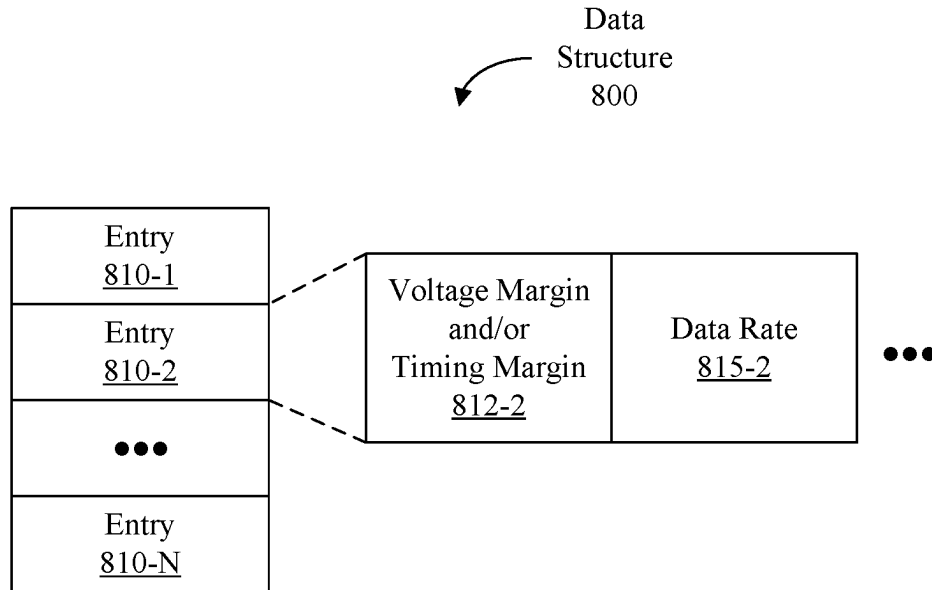 Data
Structure
800
Entry
810-1
Entry
810-2
•••
Entry
810-N
Voltage Margin
and/or
Timing Margin
812-2
Data Rate
815-2
•••